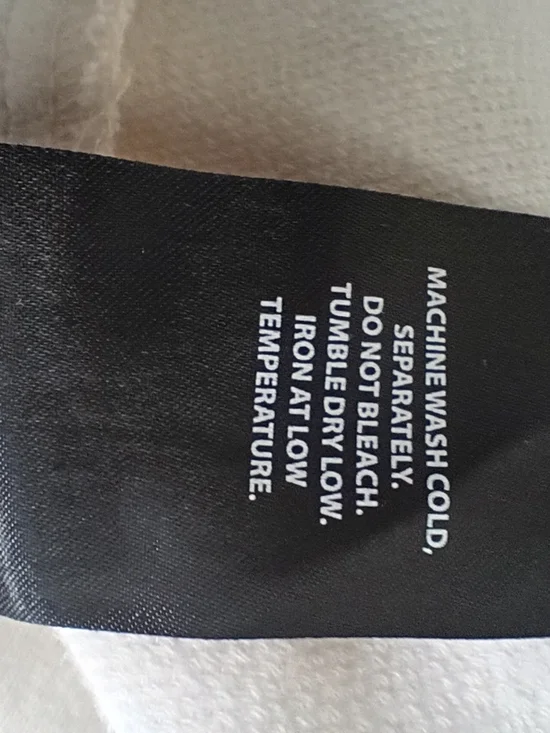 MACHINE WASH COLD,
SEPARATELY.
DO NOT BLEACH.
TUMBLE DRY LOW.
IRON AT LOW
TEMPERATURE.